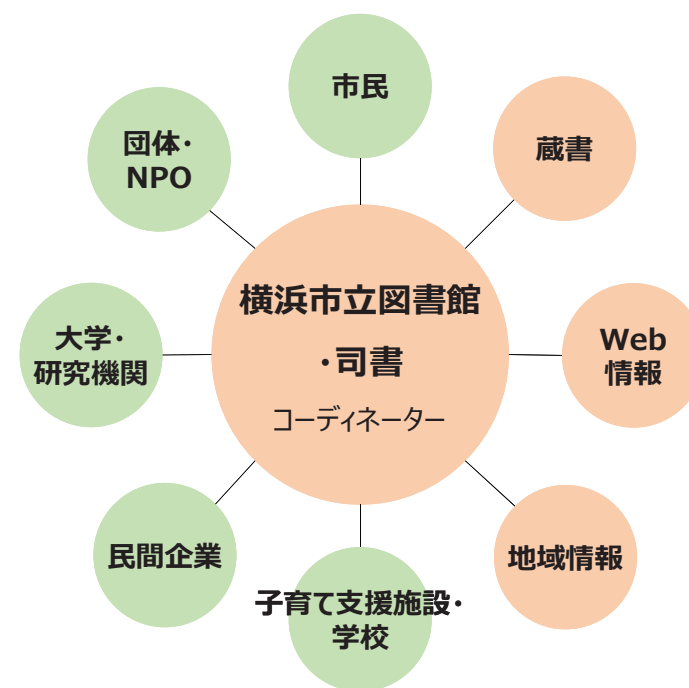 市民
団体・
NPO
蔵書
横浜市立図書館
・司書
コーディネーター
大学・
研究機関
Web
情報
民間企業
地域情報
子育て支援施設・
学校